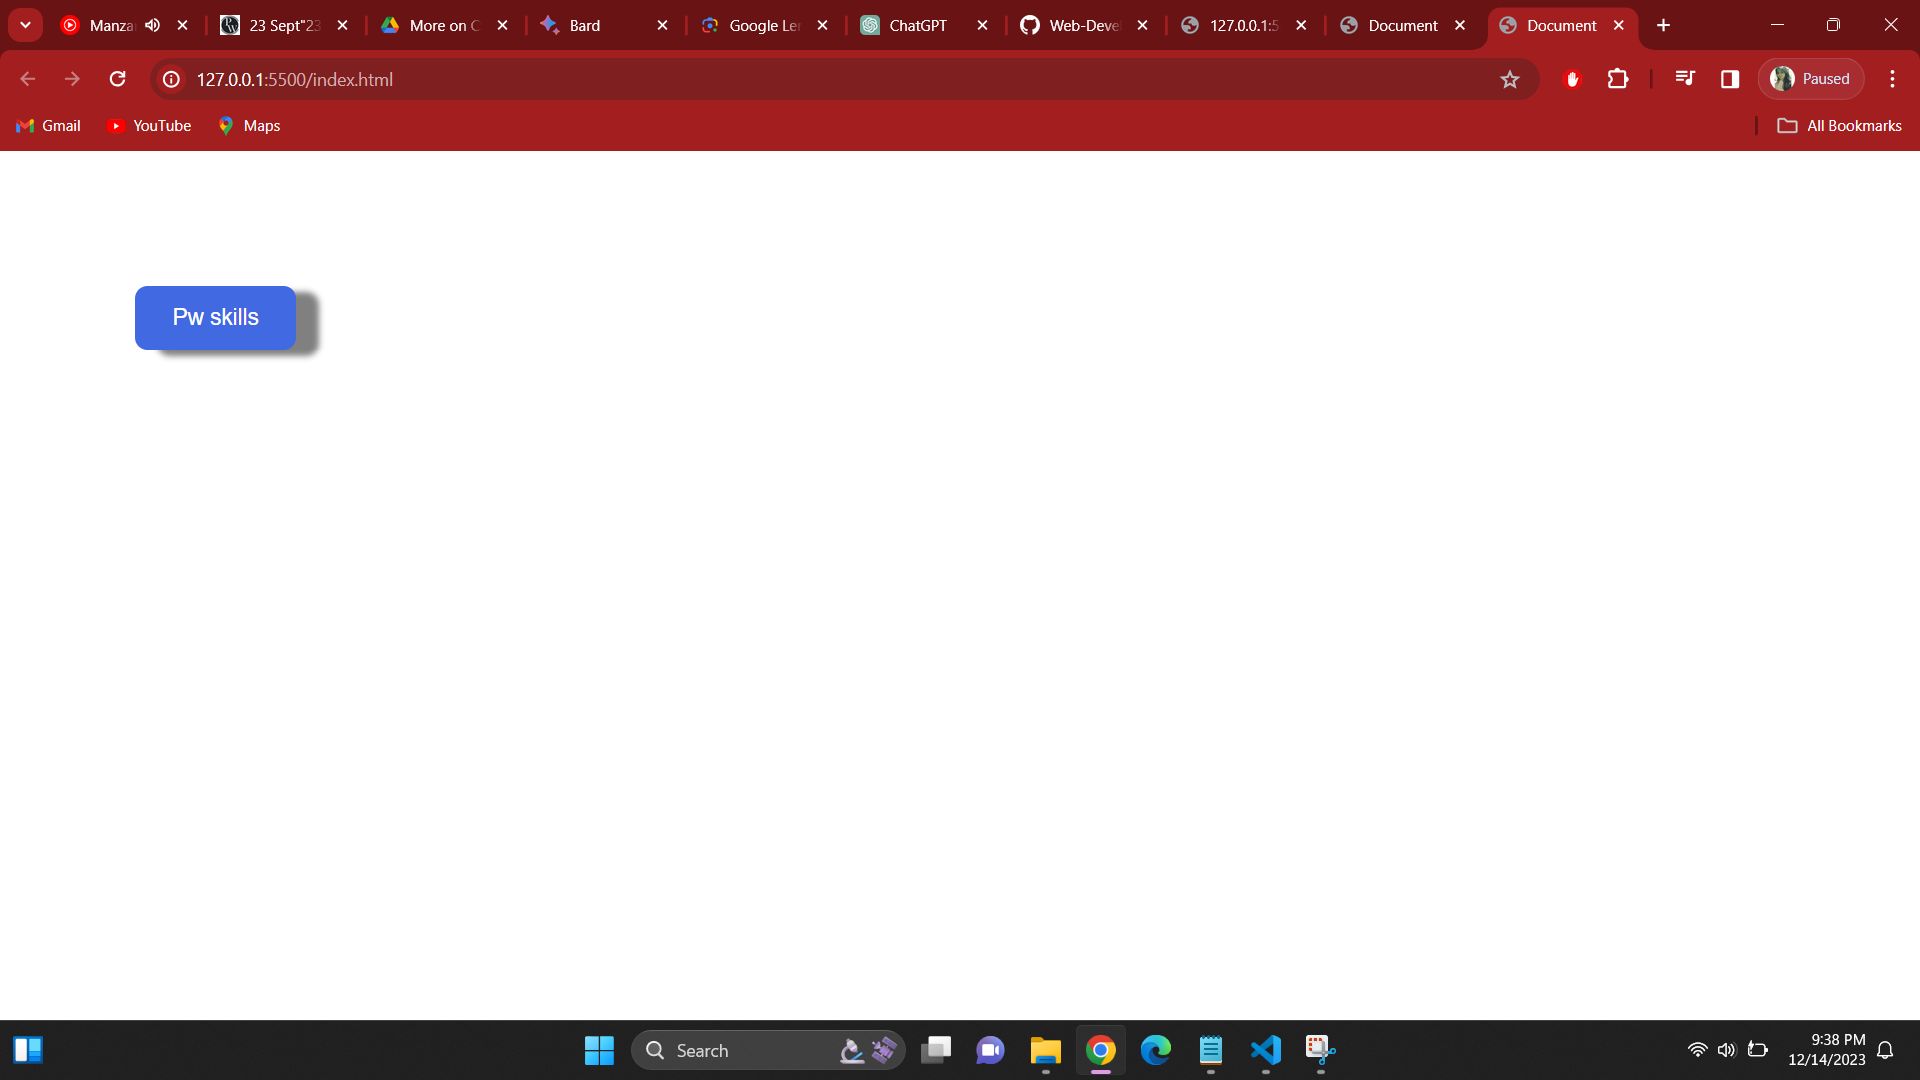 Manza
23 Sept"23
More on C
Bard
Google Le
ChatGPT
Web-Deve
127.0.0.1:5
Document
Document
127.0.0.1:5500/index.html
Paused
Gmail
YouTube
Maps
All Bookmarks
Pw skills
Search
9:38 PM
12/14/2023